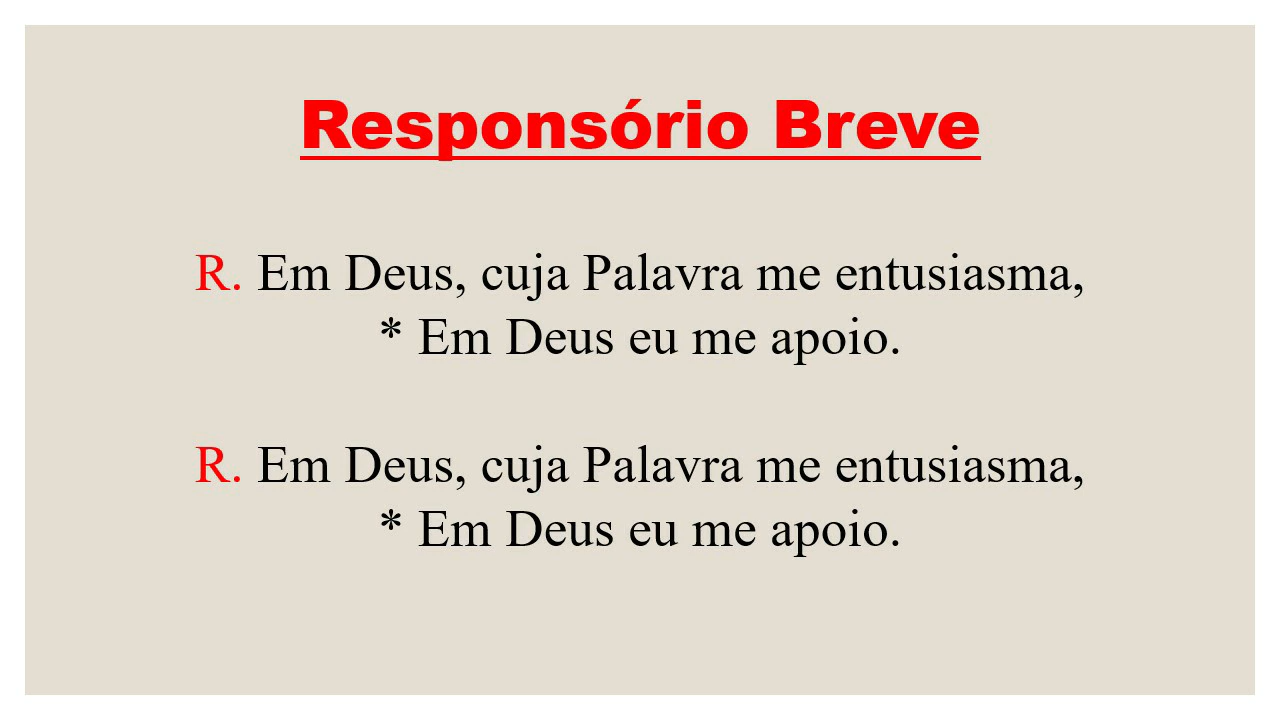 Responsório Breve
R. Em Deus, cuja Palavra me entusiasma,
* Em Deus eu me apoio.
R. Em Deus, cuja Palavra me entusiasma,
* Em Deus eu me apoio.